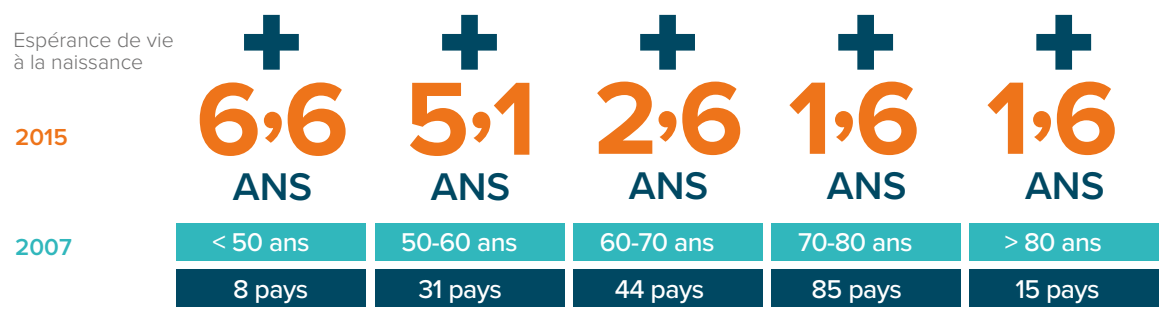 Espérance de vie
à la naissance
+ + + + +
2015 6,6 5,1 2,6 1,6 1,6
ANS ANS ANS ANS ANS
2007 < 50 ans 50-60 ans 60-70 ans 70-80 ans > 80 ans
8 pays 31 pays 44 pays 85 pays 15 pays